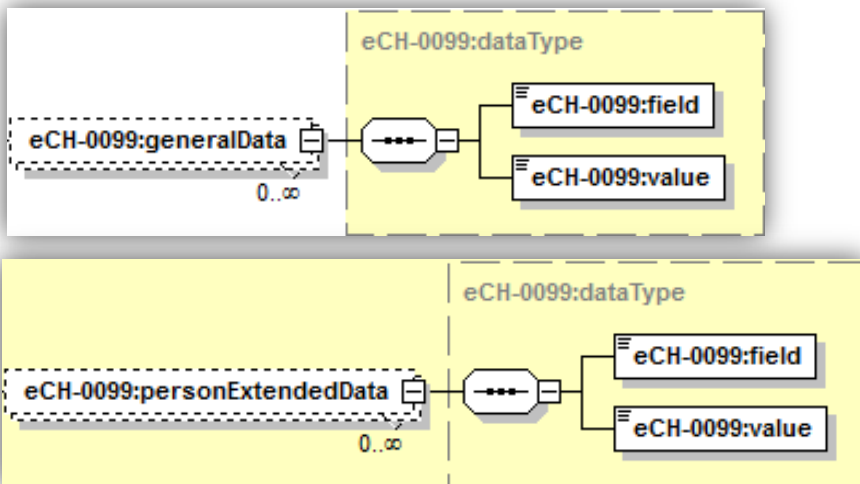 eCH-0099:dataType
eCH-0099:field
eCH-0099:generalData
eCH-0099:value
0..∞
eCH-0099:dataType
eCH-0099:field
eCH-0099:personExtendedData
eCH-0099:value
0..∞